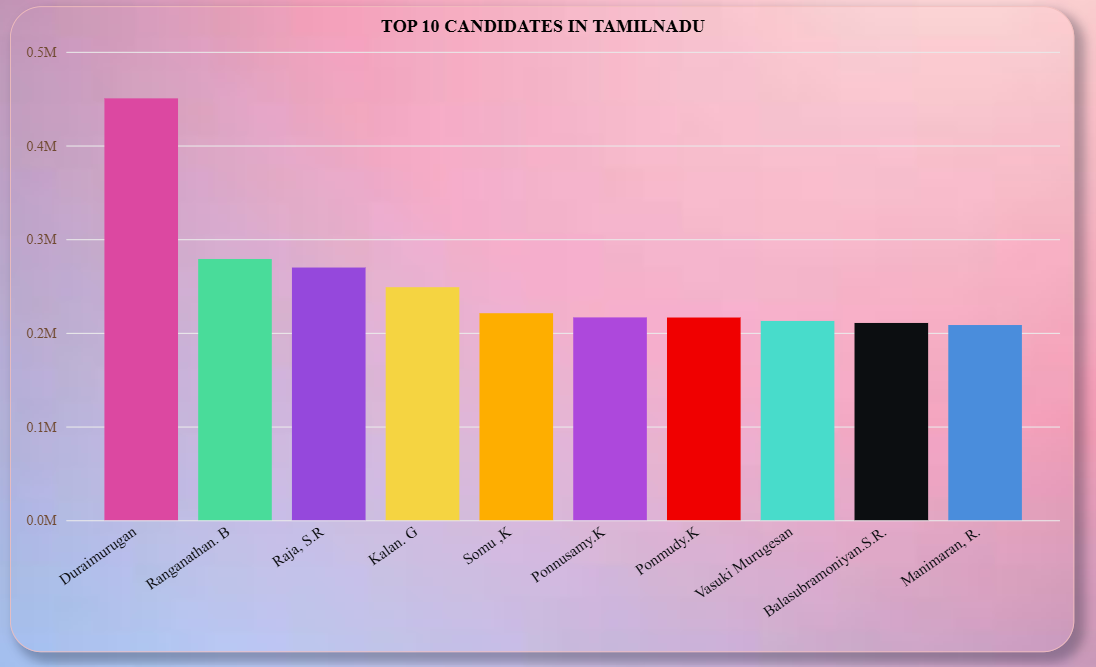 TOP 10 CANDIDATES IN TAMILNADU
0.5M
0.4M
0.3M
0.2M
0.1M
0.0M
Duraimurugan
Ranganathan. B
Raja, S.R
Kalan. G
Somu ,K
Ponnusamy.K
Ponmudy.K
Vasuki Murugesan
Balasubramoniyan.S.R.
Manimaran, R.